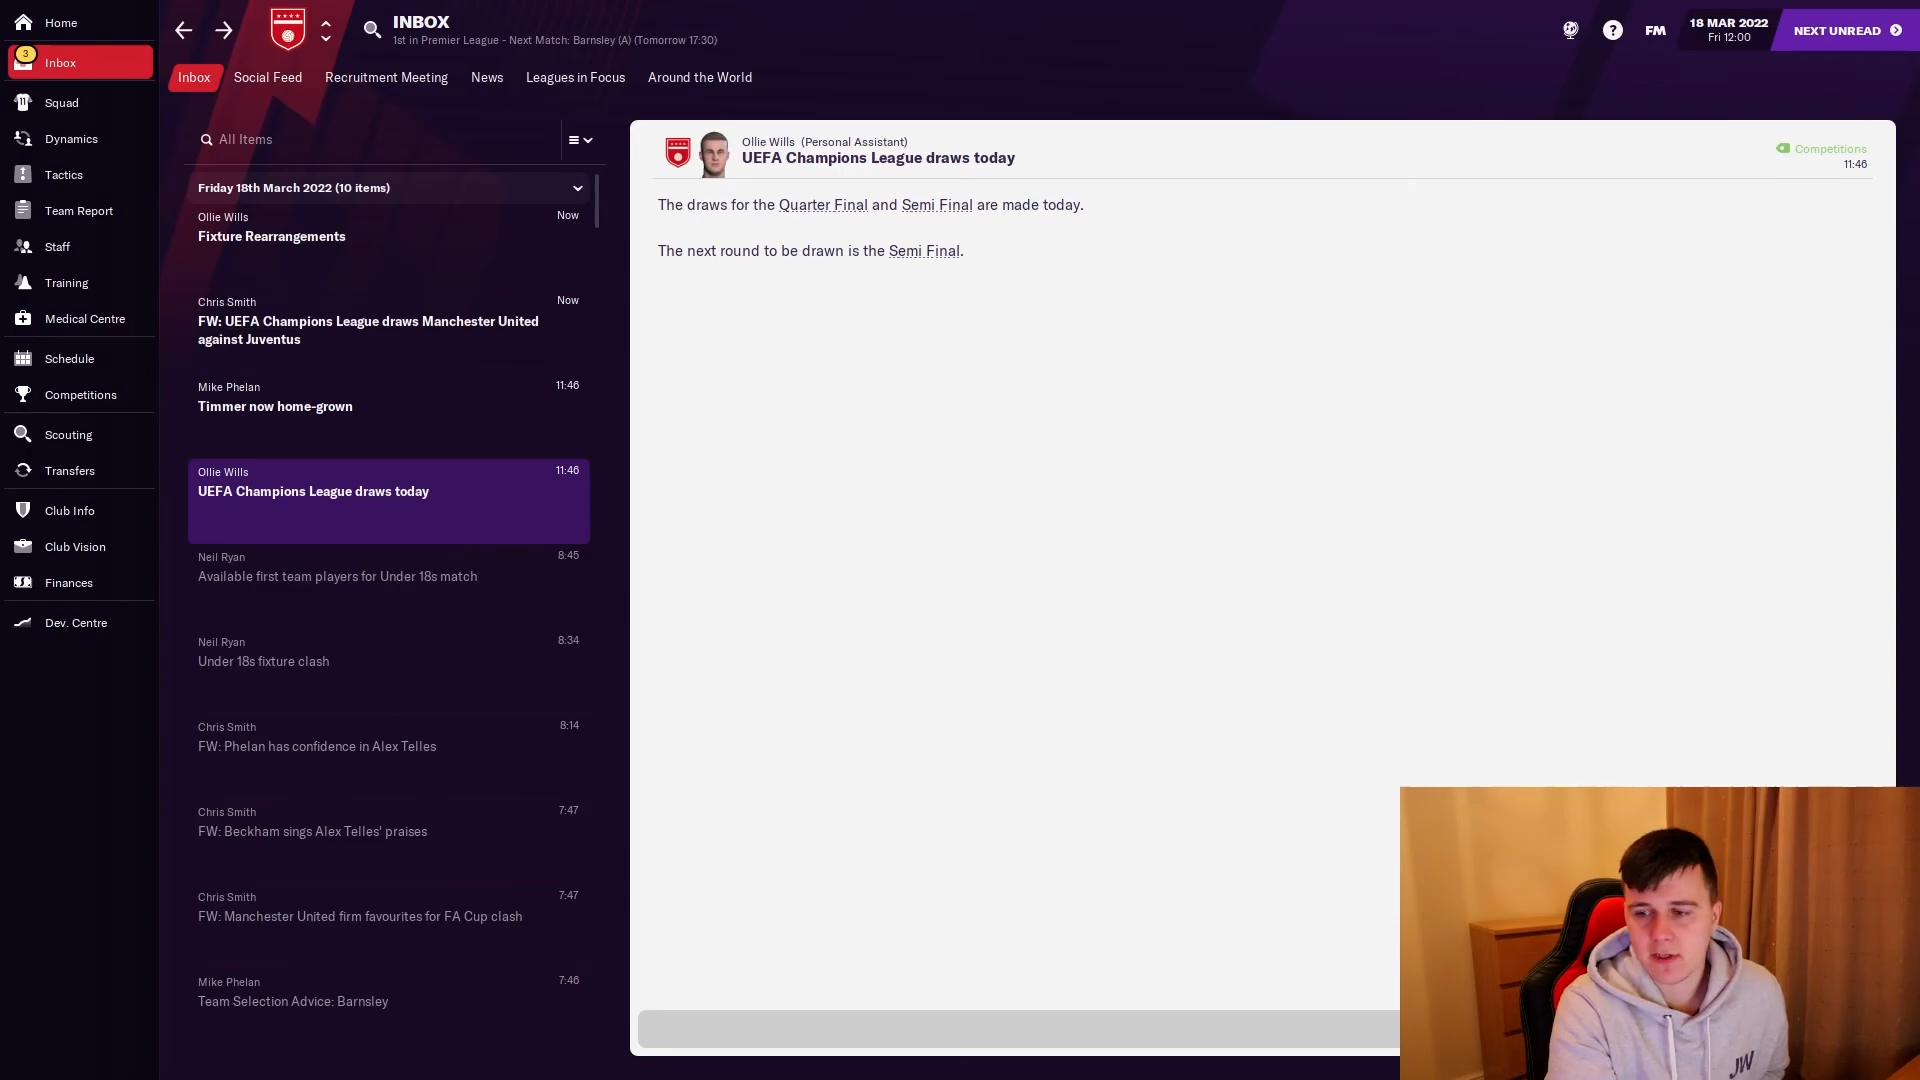 Home
3
Inbox
Squad
Dynamics
Tactics
Team Report
Staff
Training
Medical Centre
Schedule
Competitions
Scouting
Transfers
Club Info
Club Vision
Finances
Dev. Centre
INBOX
1st in Premier League - Next Match: Barnsley (A) (Tomorrow 17:30)
FM
18 MAR 2022
Fri 12:00
NEXT UNREAD
Inbox Social Feed Recruitment Meeting News Leagues in Focus Around the World
All Items
Friday 18th March 2022 (10 items)
Ollie Wills Now
Fixture Rearrangements
Chris Smith Now
FW: UEFA Champions League draws Manchester United
against Juventus
Mike Phelan 11:46
Timmer now home-grown
Ollie Wills 11:46
UEFA Champions League draws today
Neil Ryan 8:45
Available first team players for Under 18s match
Neil Ryan 8:34
Under 18s fixture clash
Chris Smith 8:14
FW: Phelan has confidence in Alex Telles
Chris Smith 7:47
FW: Beckham sings Alex Telles' praises
Chris Smith 7:47
FW: Manchester United firm favourites for FA Cup clash
Mike Phelan 7:46
Team Selection Advice: Barnsley
Ollie Wills (Personal Assistant)
UEFA Champions League draws today
Competitions
11:46
The draws for the Quarter Final and Semi Final are made today.
The next round to be drawn is the Semi Final.
JW